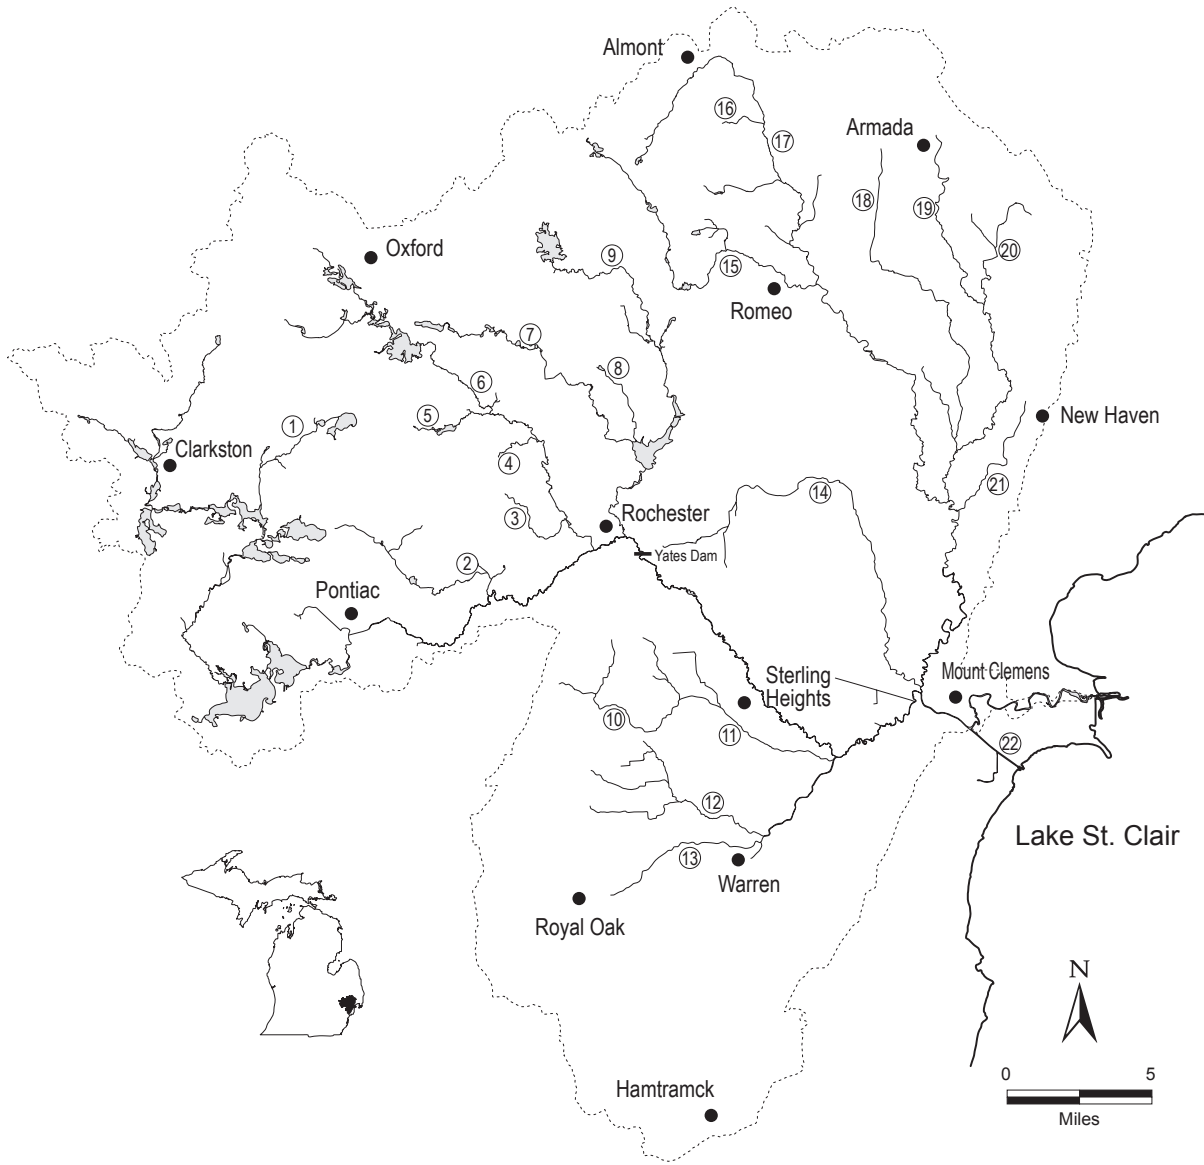 Almont
16
17
Armada
18
19
20
Oxford
9
15
Romeo
7
8
6
5
1
4
Clarkston
New Haven
21
14
3
Rochester
Yates Dam
2
Pontiac
Sterling
Heights
Mount Clemens
10
11
22
12
13
Warren
Lake St. Clair
Royal Oak
N
0 5
Miles
Hamtramck